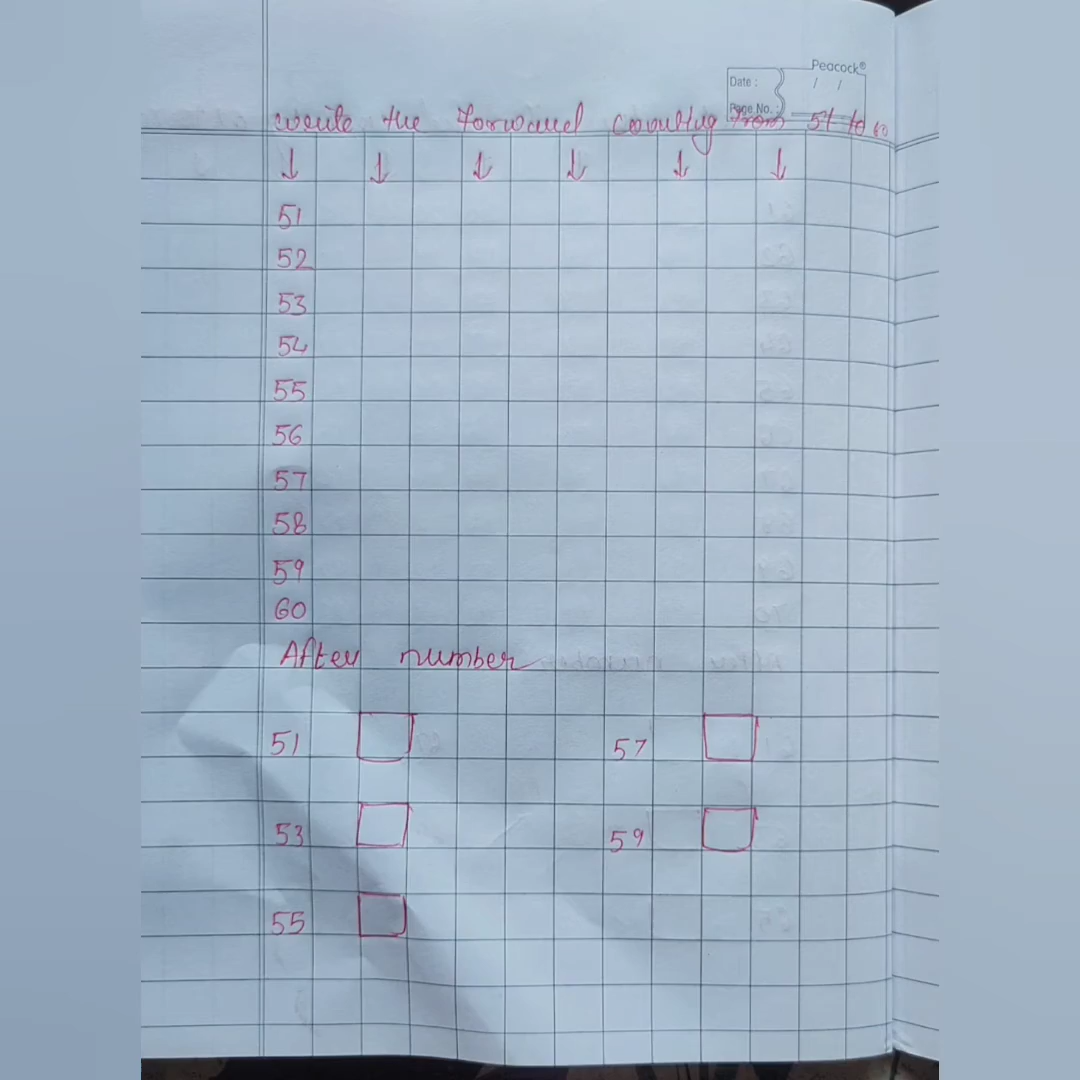 Peacock®
Date : / /
Page No. :
write the forward counting from 51 to 60
↓ ↓ ↓ ↓ ↓ ↓
51
52
53
54
55
56
57
58
59
60
After number
51 57
53 59
55